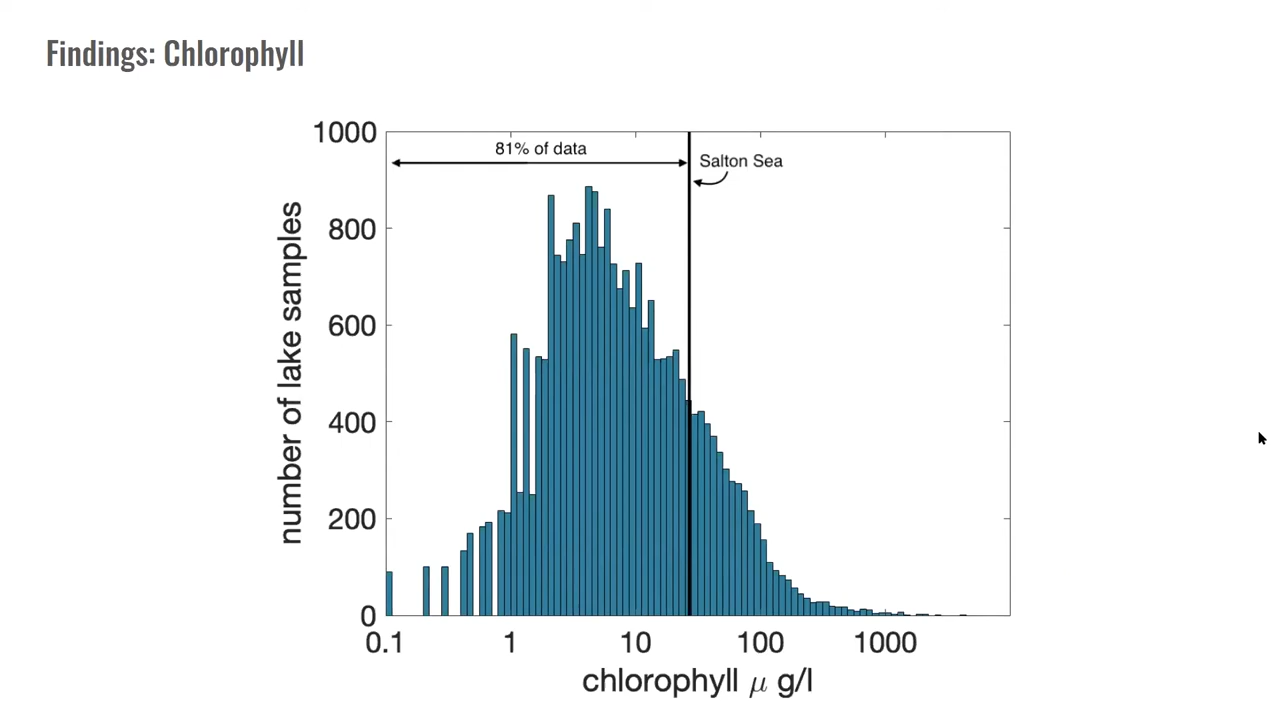 Findings: Chlorophyll
1000
81% of data
Salton Sea
800
600
400
200
0
number of lake samples
0.1 1 10 100 1000
chlorophyll μ g/l